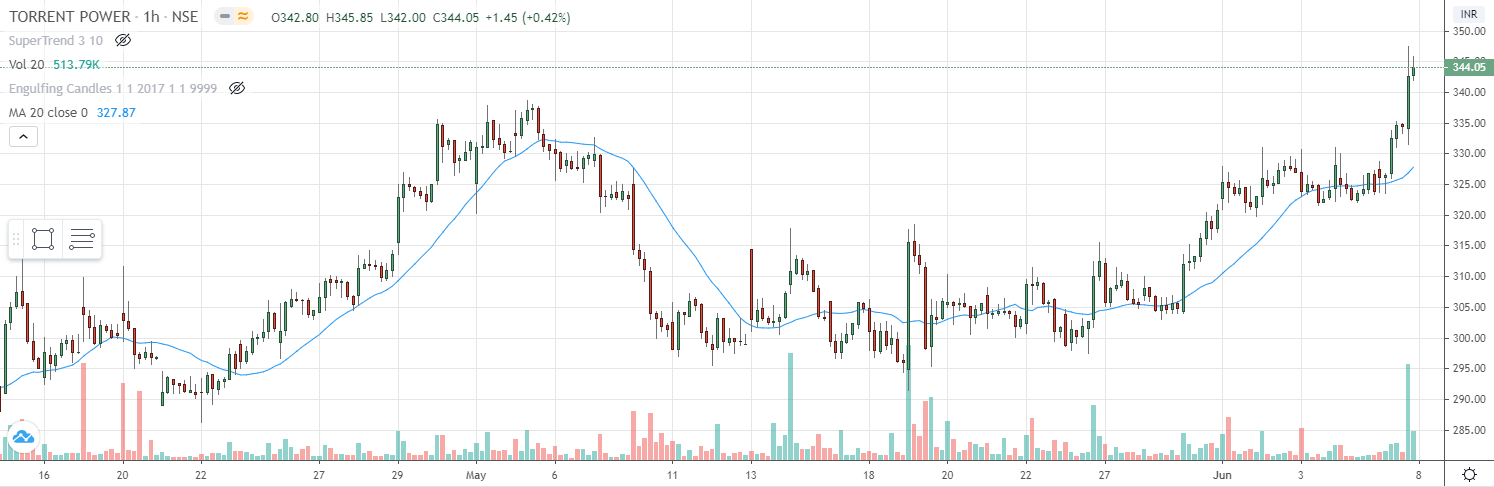 TORRENT POWER · 1h · NSE O342.80 H345.85 L342.00 C344.05 +1.45 (+0.42%)
INR
SuperTrend 3 10
Vol 20 513.79K
Engulfing Candles 1 1 2017 1 1 9999
MA 20 close 0 327.87
350.00
345.00
344.05
340.00
335.00
330.00
325.00
320.00
315.00
310.00
305.00
300.00
295.00
290.00
285.00
16 20 22 27 29 May 6 11 13 18 20 22 27 Jun 3 8